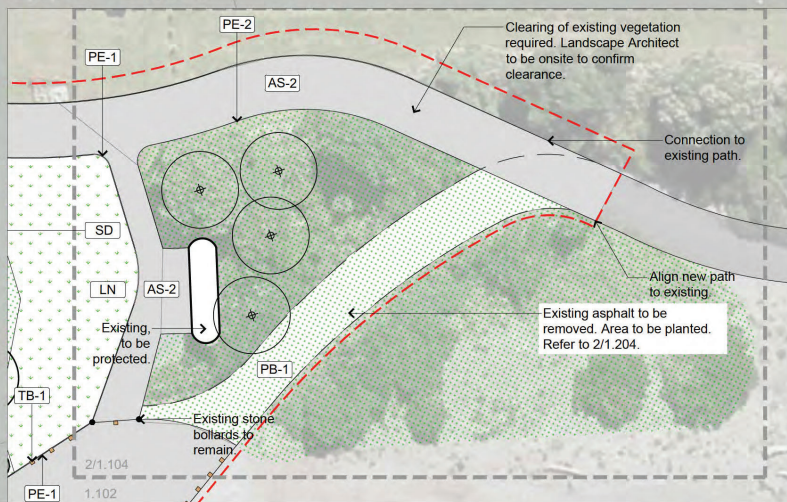 PE-2
Clearing of existing vegetation
required. Landscape Architect
to be onsite to confirm
clearance.
PE-1
AS-2
Connection to
existing path.
SD
LN
AS-2
Align new path
to existing.
Existing,
to be
protected.
Existing asphalt to be
removed. Area to be planted.
Refer to 2/1.204.
PB-1
TB-1
Existing stone
bollards to
remain.
2/1.104
PE-1
1.102